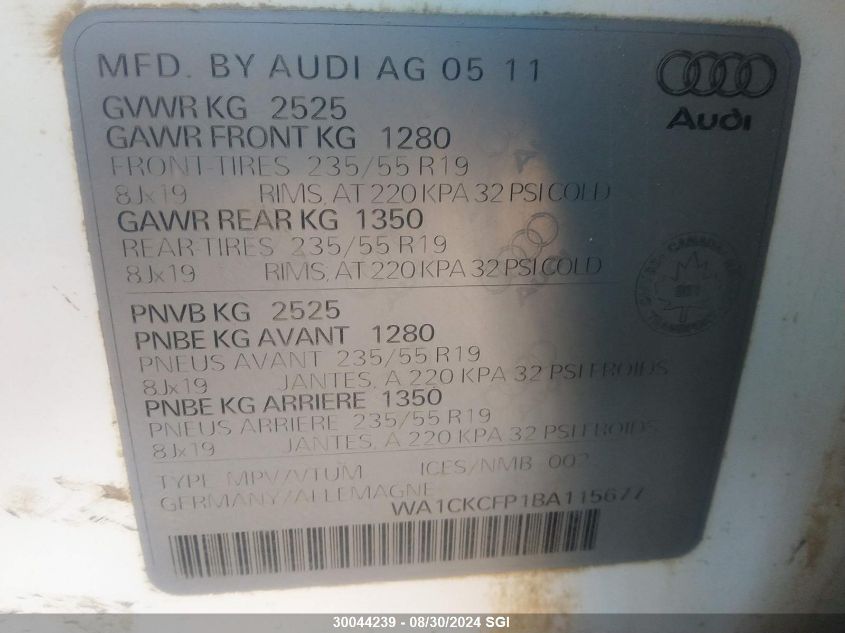 MFD. BY AUDI AG 05 11
Audi
GVWR KG 2525
GAWR FRONT KG 1280
FRONT-TIRES 235/55 R19
8Jx19 RIMS, AT 220 KPA 32 PSI COLD
GAWR REAR KG 1350
REAR-TIRES 235/55 R19
8Jx19 RIMS, AT 220 KPA 32 PSI COLD
CANADA
TRANSPORT
PNVB KG 2525
PNBE KG AVANT 1280
PNEUS AVANT 235/55 R19
8Jx19 JANTES, A 220 KPA 32 PSI FROIDS
PNBE KG ARRIERE 1350
PNEUS ARRIERE 235/55 R19
8Jx19 JANTES, A 220 KPA 32 PSI FROIDS
TYPE MPV/VTUM ICES/NMB 002
GERMANY/ALLEMAGNE
WA1CKCFP1BA115677
30044239 - 08/30/2024 SGI